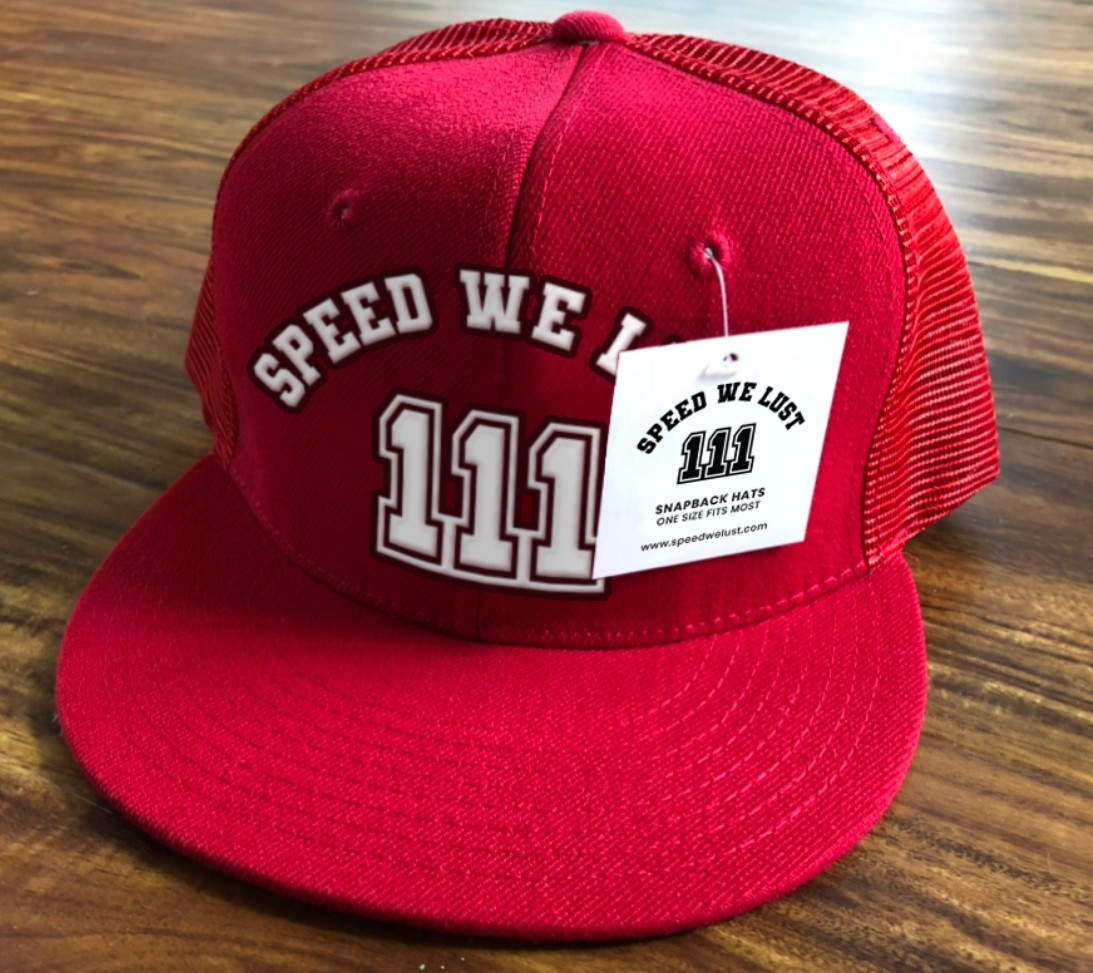 SPEED WE L
111
SPEED WE LUST
111
SNAPBACK HATS
ONE SIZE FITS MOST
www.speedwelust.com